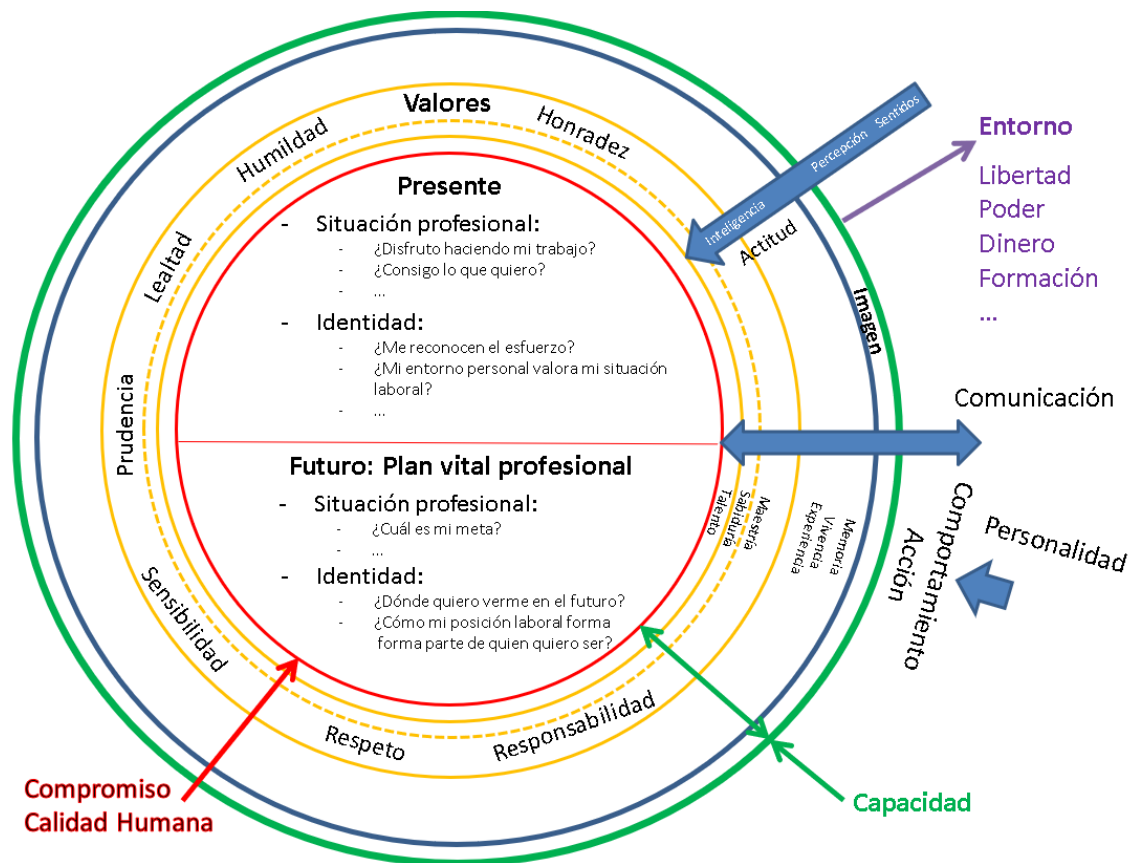 Valores
Honradez
Humildad
Lealtad
Prudencia
Sensibilidad
Respeto
Responsabilidad
Presente
- Situación profesional:
- ¿Disfruto haciendo mi trabajo?
- ¿Consigo lo que quiero?
- ...
- Identidad:
- ¿Me reconocen el esfuerzo?
- ¿Mi entorno personal valora mi situación
laboral?
- ...
Futuro: Plan vital profesional
- Situación profesional:
- ¿Cuál es mi meta?
- ...
- Identidad:
- ¿Dónde quiero verme en el futuro?
- ¿Cómo mi posición laboral forma
forma parte de quien quiero ser?
Inteligencia Percepción Sentidos
Actitud
Imagen
Entorno
Libertad
Poder
Dinero
Formación
...
Comunicación
Maestría
Sabiduría
Talento
Memoria
Vivencia
Experiencia
Comportamiento
Acción
Personalidad
Compromiso
Calidad Humana
Capacidad